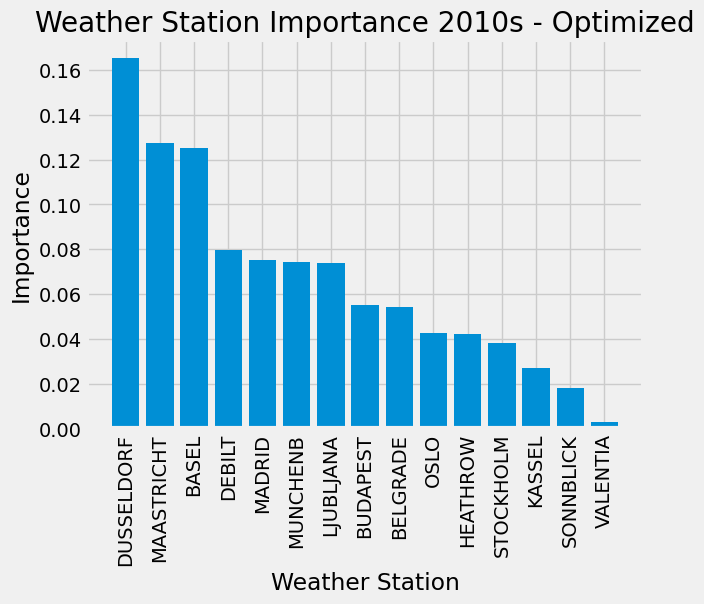 Weather Station Importance 2010s - Optimized
Importance
0.16
0.14
0.12
0.10
0.08
0.06
0.04
0.02
0.00
DUSSELDORF
MAASTRICHT
BASEL
DEBILT
MADRID
MUNCHENB
LJUBLJANA
BUDAPEST
BELGRADE
OSLO
HEATHROW
STOCKHOLM
KASSEL
SONNBLICK
VALENTIA
Weather Station